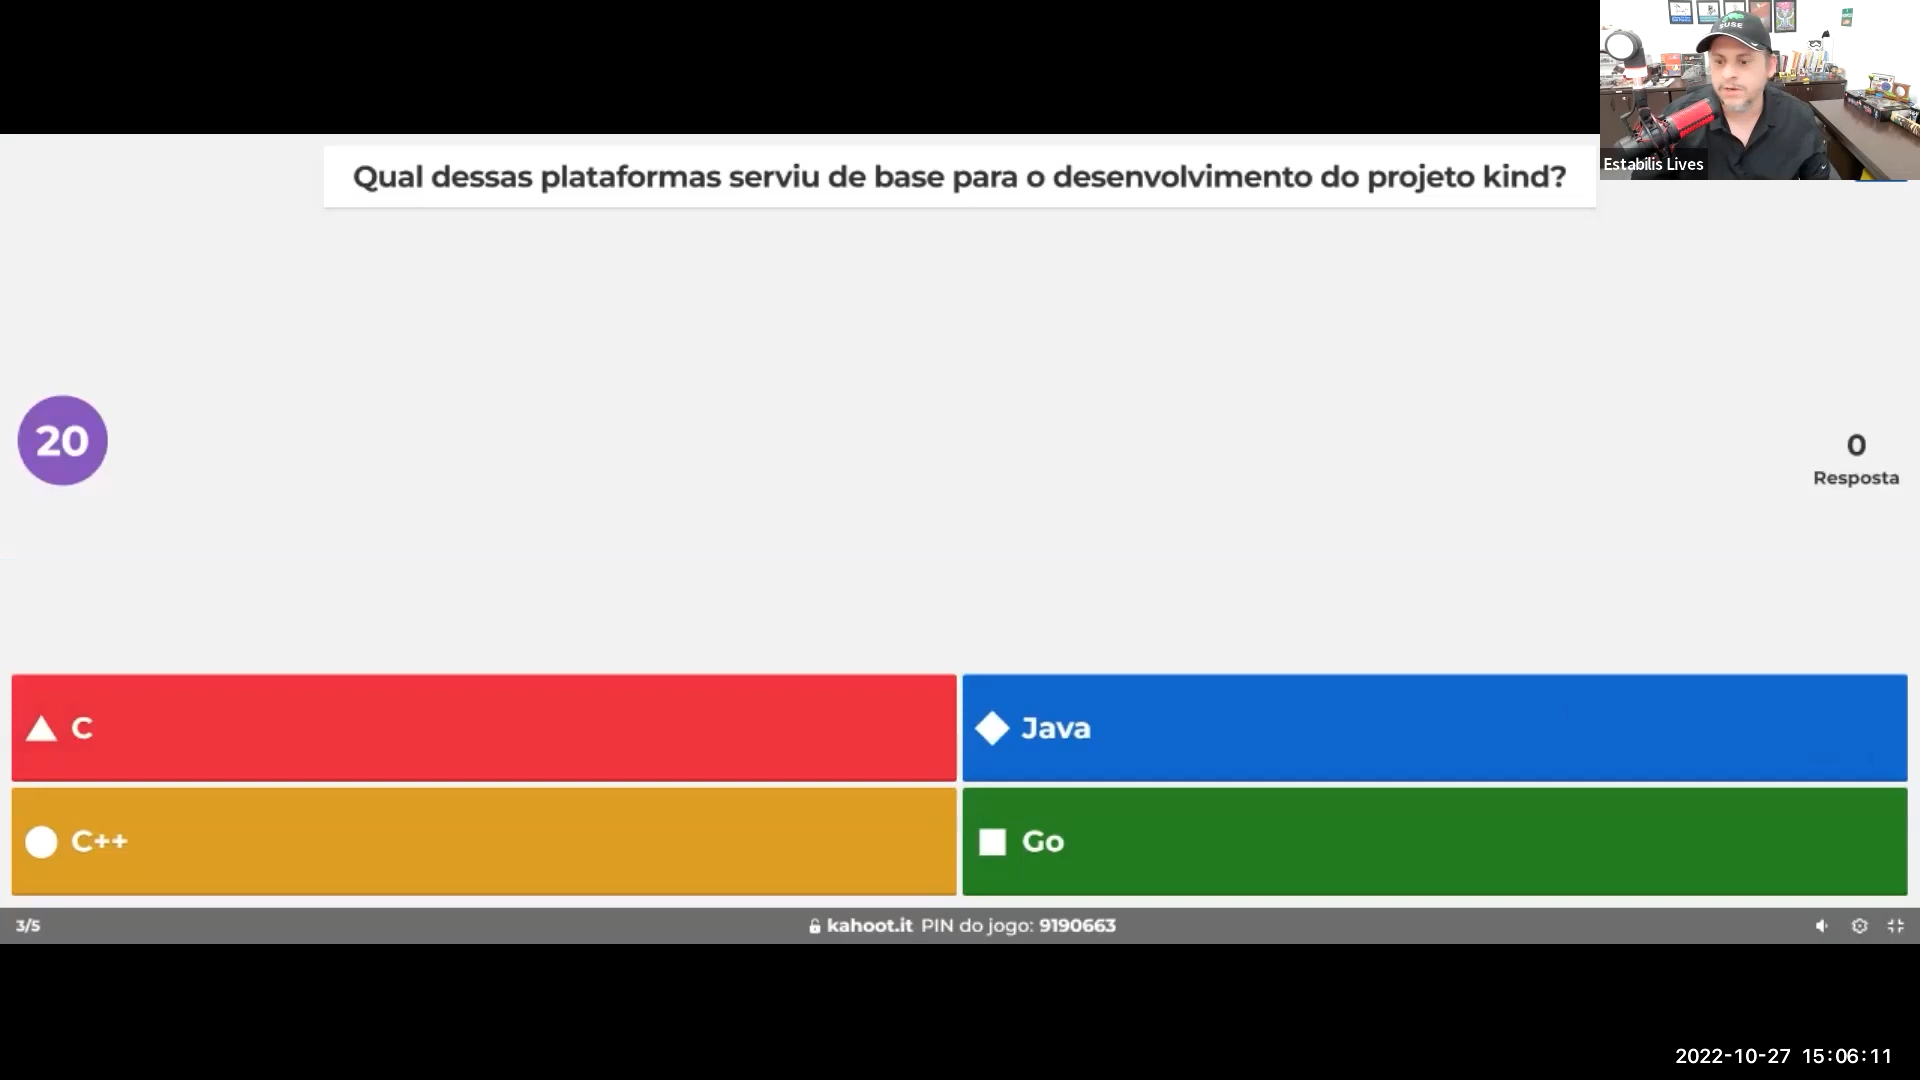 SUSE
Estabilis Lives
Qual dessas plataformas serviu de base para o desenvolvimento do projeto kind?
20
0
Resposta
C
Java
C++
Go
3/5
kahoot.it PIN do jogo: 9190663
2022-10-27 15:06:11